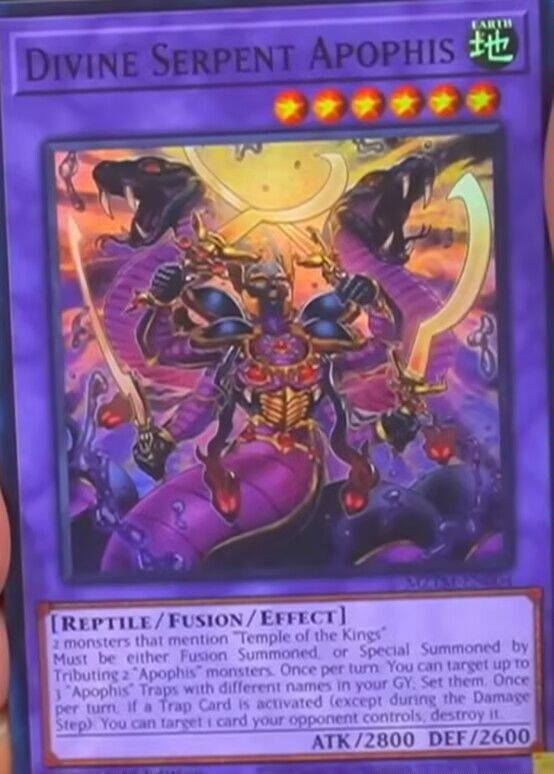 DIVINE SERPENT APOPHIS
EARTH
地
[REPTILE/FUSION/EFFECT]
2 monsters that mention "Temple of the Kings"
Must be either Fusion Summoned, or Special Summoned by
Tributing 2 "Apophis" monsters. Once per turn: You can target up to
3 "Apophis" Traps with different names in your GY; Set them. Once
per turn, if a Trap Card is activated (except during the Damage
Step): You can target 1 card your opponent controls; destroy it.
ATK/2800 DEF/2600